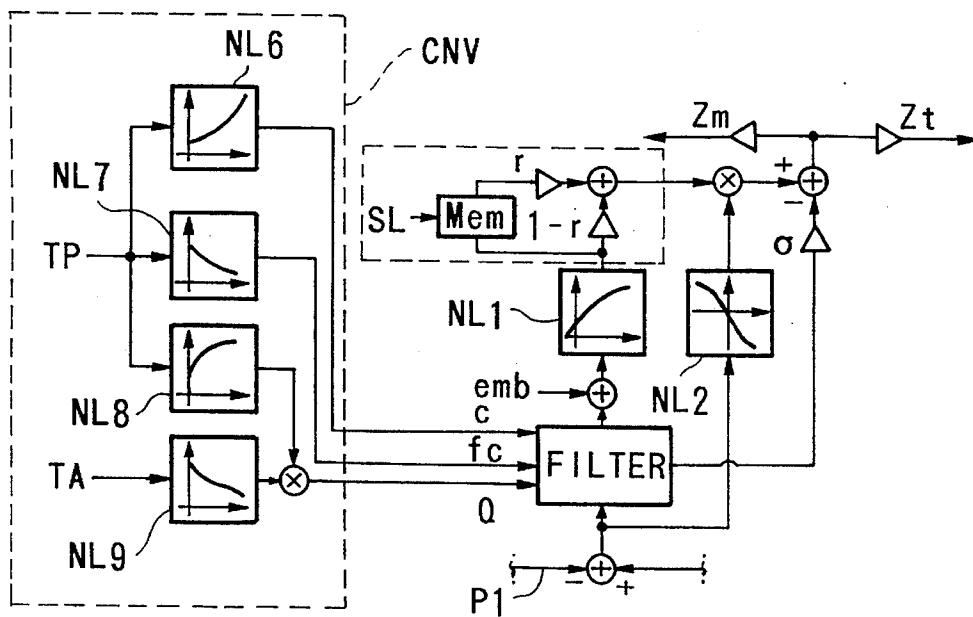 NL6
CNV
Zm
Zt
NL7
r
+
×
+
+
−
SL
Mem
1-r
σ
TP
NL1
NL8
emb
+
NL2
c
fc
FILTER
TA
×
Q
NL9
−
+
+
P1